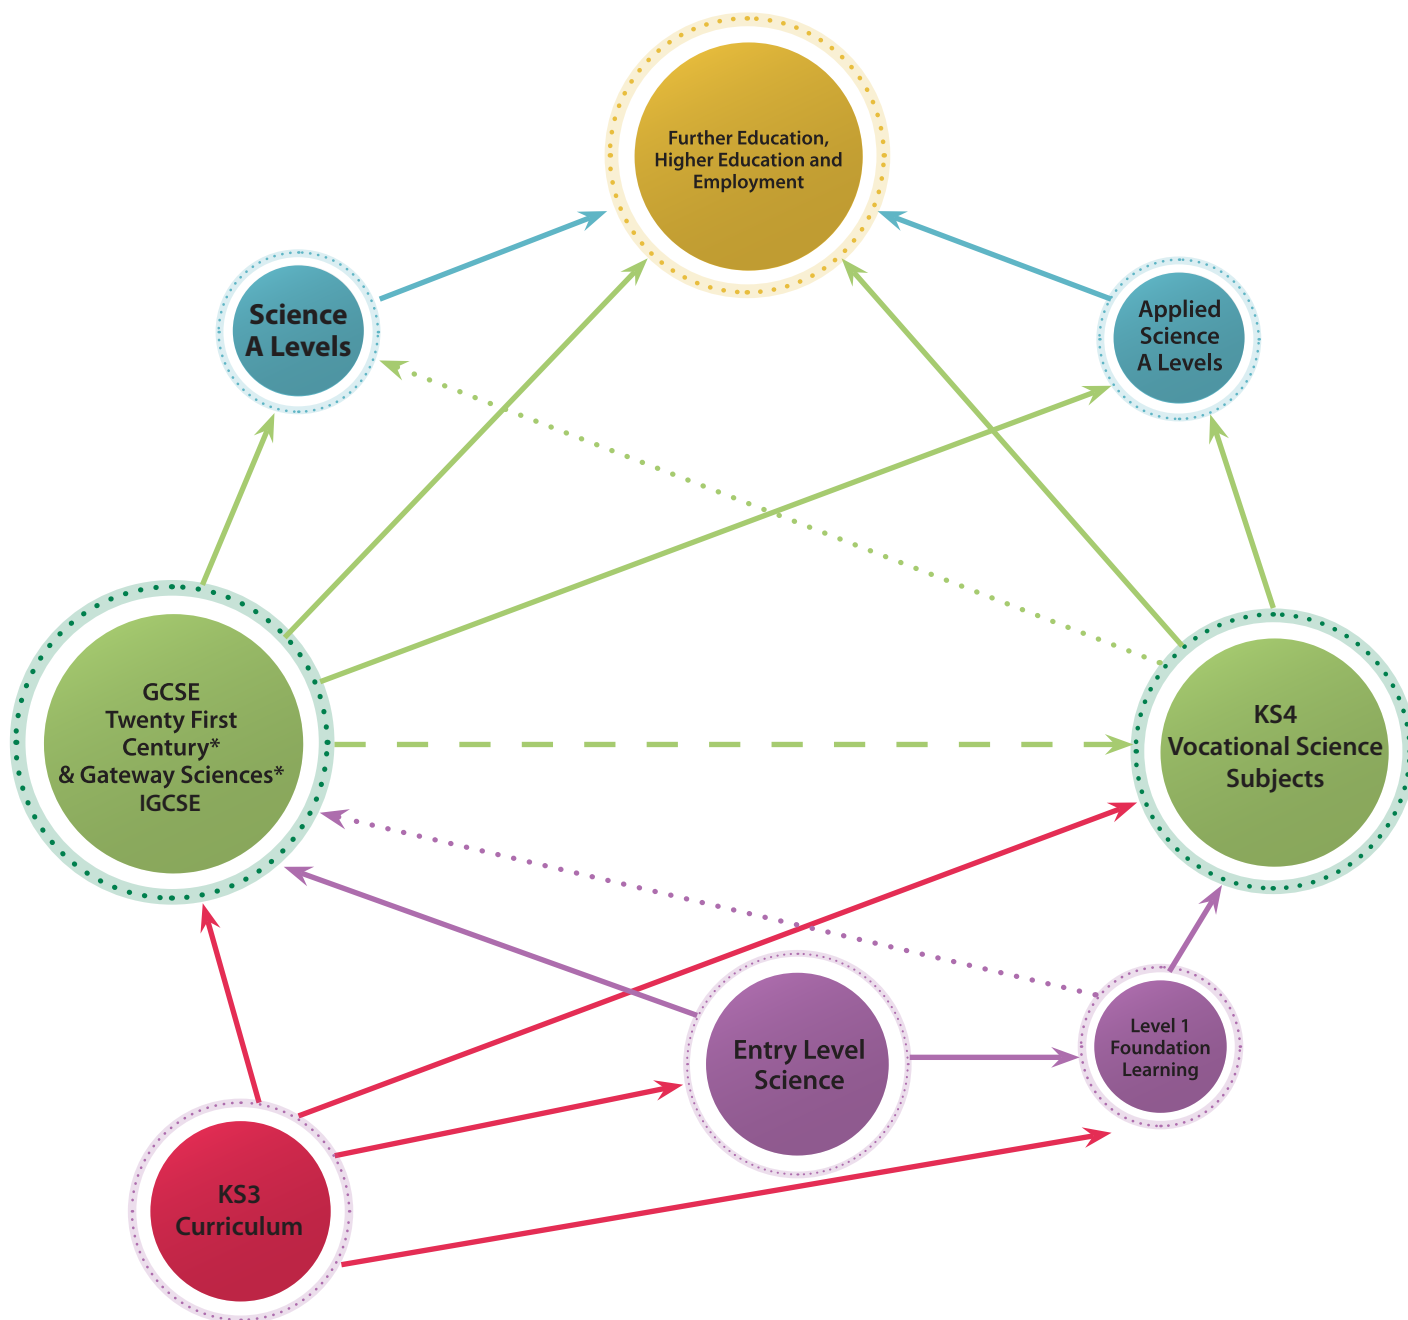 Further Education,
Higher Education and
Employment
Science
A Levels
Applied
Science
A Levels
GCSE
Twenty First
Century*
& Gateway Sciences*
IGCSE
KS4
Vocational Science
Subjects
Entry Level
Science
Level 1
Foundation
Learning
KS3
Curriculum